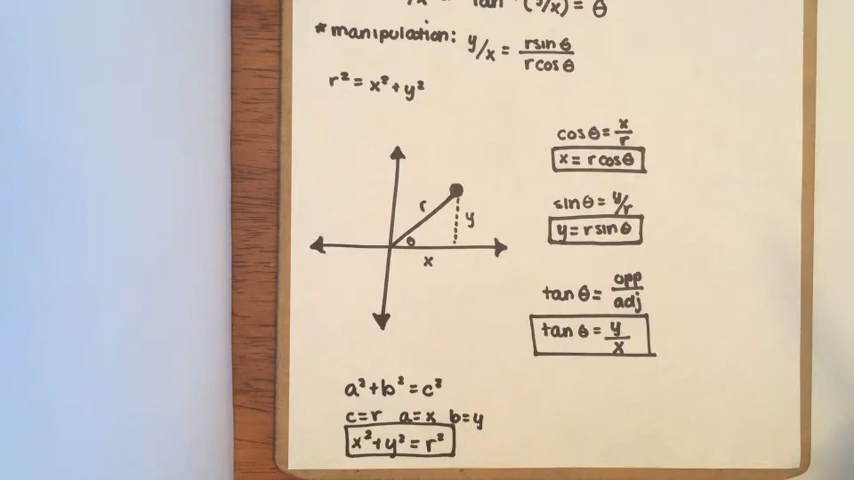 tan (y/x) = θ
* manipulation: y/x = rsinθ / rcosθ
r² = x² + y²
cosθ = x/r
x = rcosθ
r
y
θ
x
sinθ = y/r
y = rsinθ
tanθ = opp/adj
tanθ = y/x
a² + b² = c²
c=r a=x b=y
x² + y² = r²